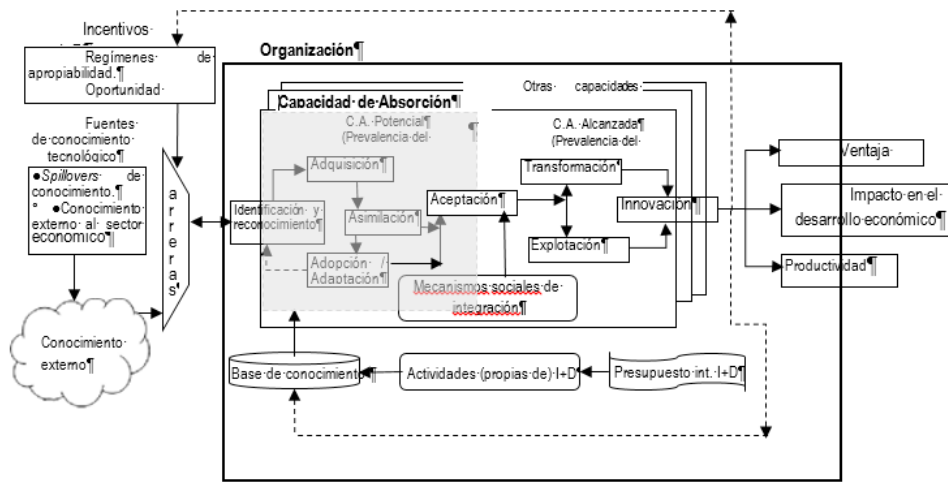 Incentivos
Regímenes de
apropiabilidad.¶
Oportunidad
Fuentes
de conocimiento
tecnológico¶
●Spillovers de
conocimiento.¶
● Conocimiento
externo al sector
económico¶
Conocimiento
externo¶
arreras¶
Organización¶
Otras capacidades
Capacidad de Absorción¶
C.A. Potencial¶
(Prevalencia del
¶
C.A. Alcanzada¶
(Prevalencia del
Identificación y
reconocimiento¶
Adquisición¶
Asimilación¶
Adopción /
Adaptación¶
Aceptación¶
Mecanismos sociales de
integración¶
Transformación¶
Explotación¶
Innovación¶
Base de conocimiento¶
Actividades (propias de) I+D¶
Presupuesto int. I+D¶
Ventaja
Impacto en el
desarrollo económico¶
Productividad¶